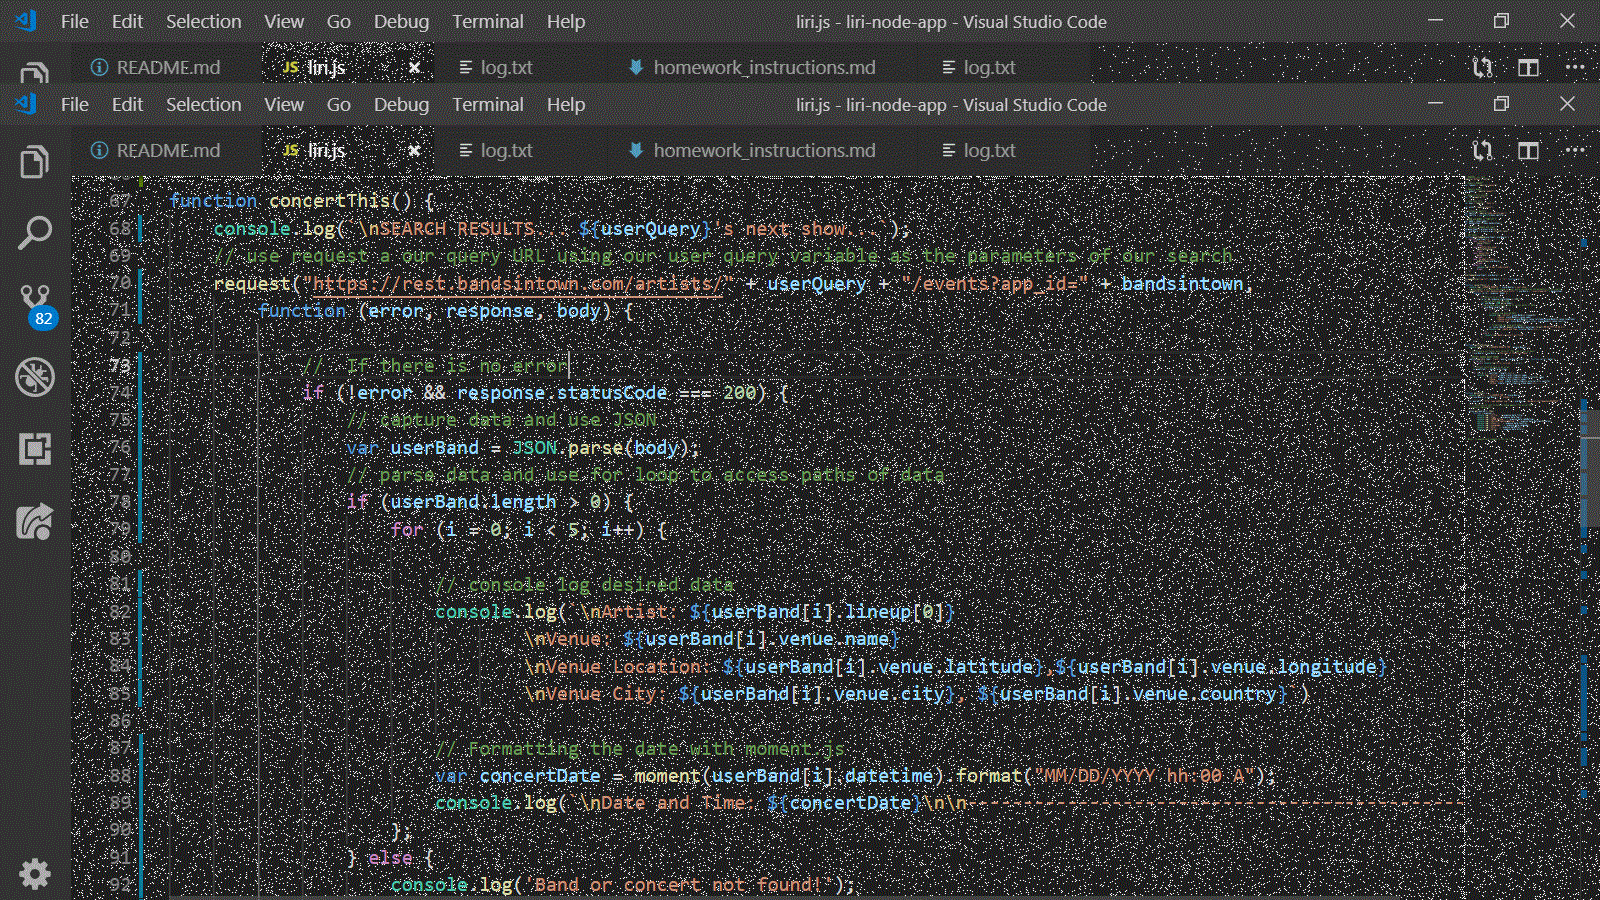 File Edit Selection View Go Debug Terminal Help liri.js - liri-node-app - Visual Studio Code
README.md JS liri.js log.txt homework_instructions.md log.txt
File Edit Selection View Go Debug Terminal Help liri.js - liri-node-app - Visual Studio Code
README.md JS liri.js log.txt homework_instructions.md log.txt
67 function concertThis() {
68 console.log(`\nSEARCH RESULTS... ${userQuery}'s next show...`);
69 // use request a our query URL using our user query variable as the parameters of our search
70 request("https://rest.bandsintown.com/artists/" + userQuery + "/events?app_id=" + bandsintown,
71 function (error, response, body) {
72
73 // If there is no error
74 if (!error && response.statusCode === 200) {
75 // capture data and use JSON
76 var userBand = JSON.parse(body);
77 // parse data and use for loop to access paths of data
78 if (userBand.length > 0) {
79 for (i = 0; i < 5; i++) {
80
81 // console log desired data
82 console.log(`\nArtist: ${userBand[i].lineup[0]}
83 \nVenue: ${userBand[i].venue.name}
84 \nVenue Location: ${userBand[i].venue.latitude},${userBand[i].venue.longitude}
85 \nVenue City: ${userBand[i].venue.city}, ${userBand[i].venue.country}`)
86
87 // Formatting the date with moment.js
88 var concertDate = moment(userBand[i].datetime).format("MM/DD/YYYY hh:00 A");
89 console.log(`\nDate and Time: ${concertDate}\n\n---------------------------------------------
90 };
91 } else {
92 console.log('Band or concert not found!');
82